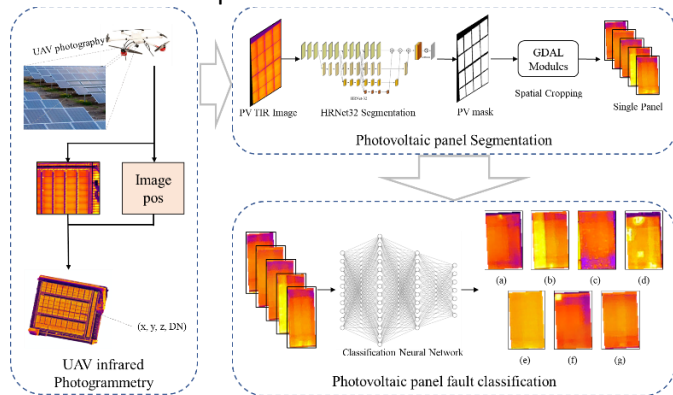 UAV photography
Image
pos
(x, y, z, DN)
UAV infrared
Photogrammetry
PV TIR Image
HRNet32 Segmentation
PV mask
GDAL
Modules
Spatial Cropping
Single Panel
Photovoltaic panel Segmentation
Classification Neural Network
(a)
(b)
(c)
(d)
(e)
(f)
(g)
Photovoltaic panel fault classification